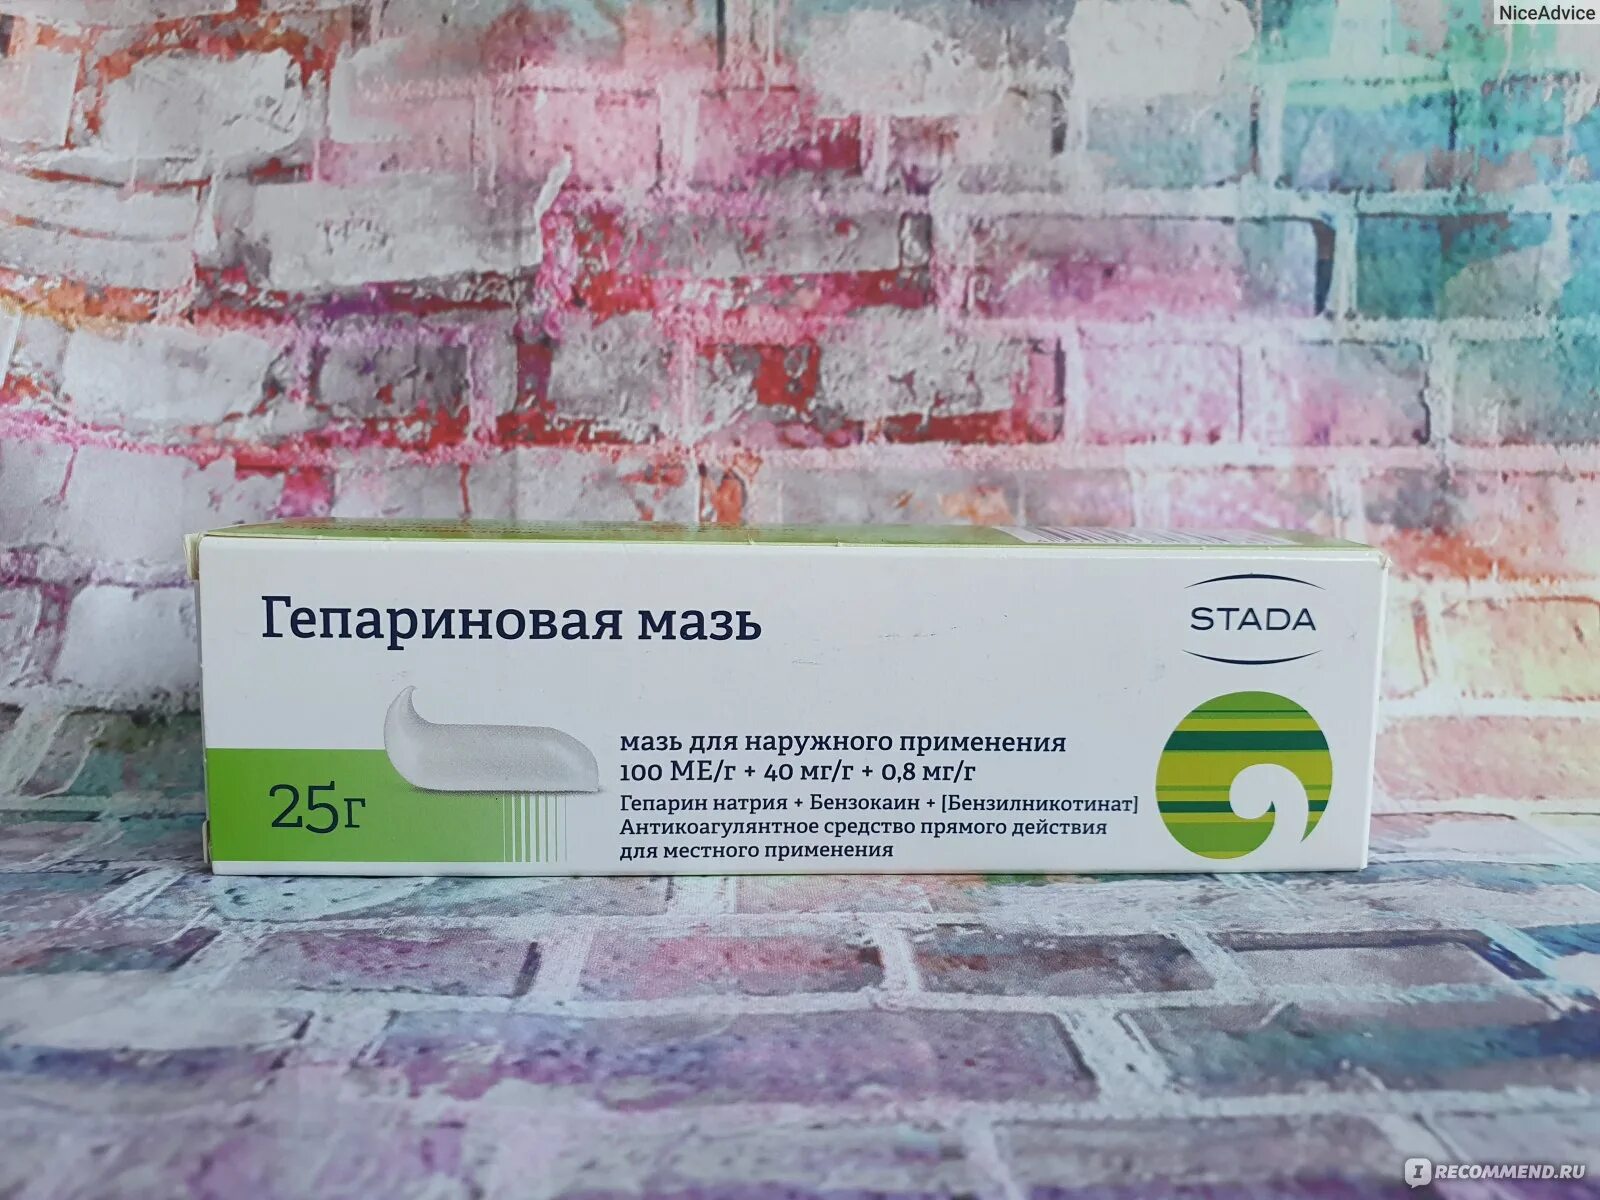 NiceAdvice
Гепариновая мазь
STADA
25г
мазь для наружного применения
100 МЕ/г + 40 мг/г + 0,8 мг/г
Гепарин натрия + Бензокаин + [Бензилникотинат]
Антикоагулянтное средство прямого действия
для местного применения
IRECOMMEND.RU